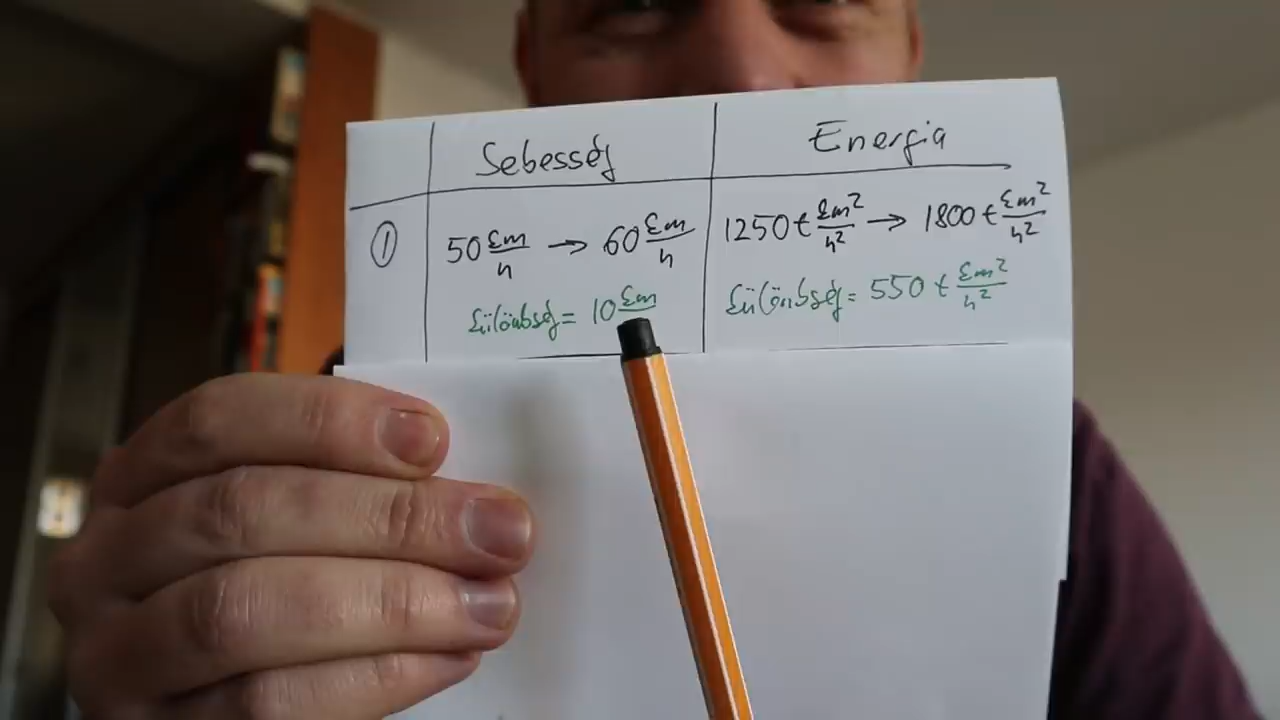 Sebesség Energia
① 50 km/h → 60 km/h 1250 t km²/h² → 1800 t km²/h²
különbség = 10 km különbség = 550 t km²/h²